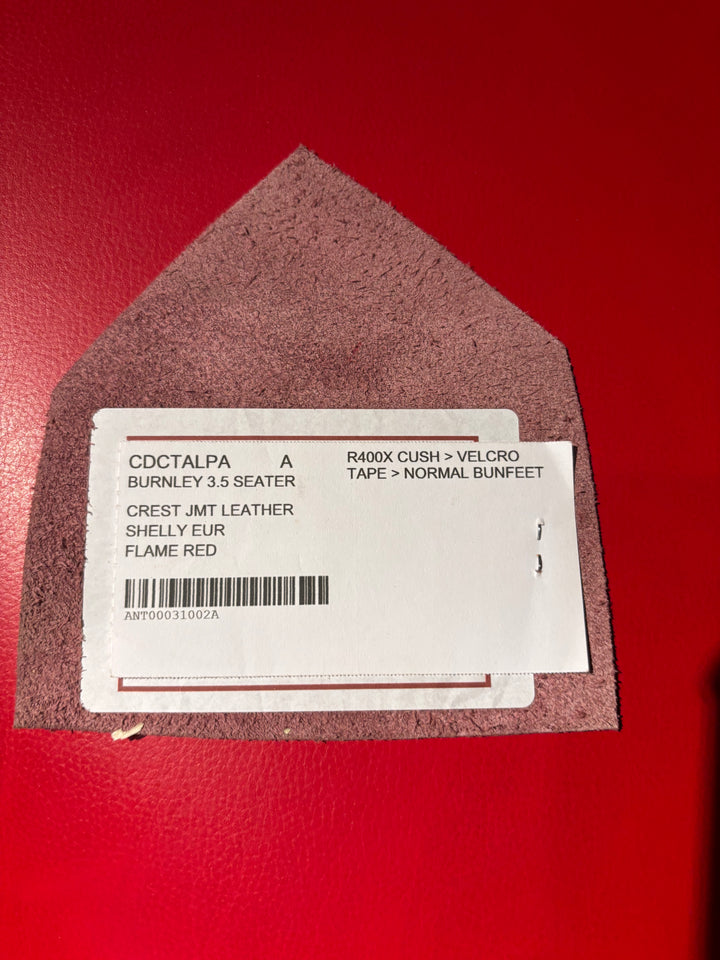 CDCTALPA A
BURNLEY 3.5 SEATER
R400X CUSH > VELCRO
TAPE > NORMAL BUNFEET
CREST JMT LEATHER
SHELLY EUR
FLAME RED
ANT00031002A